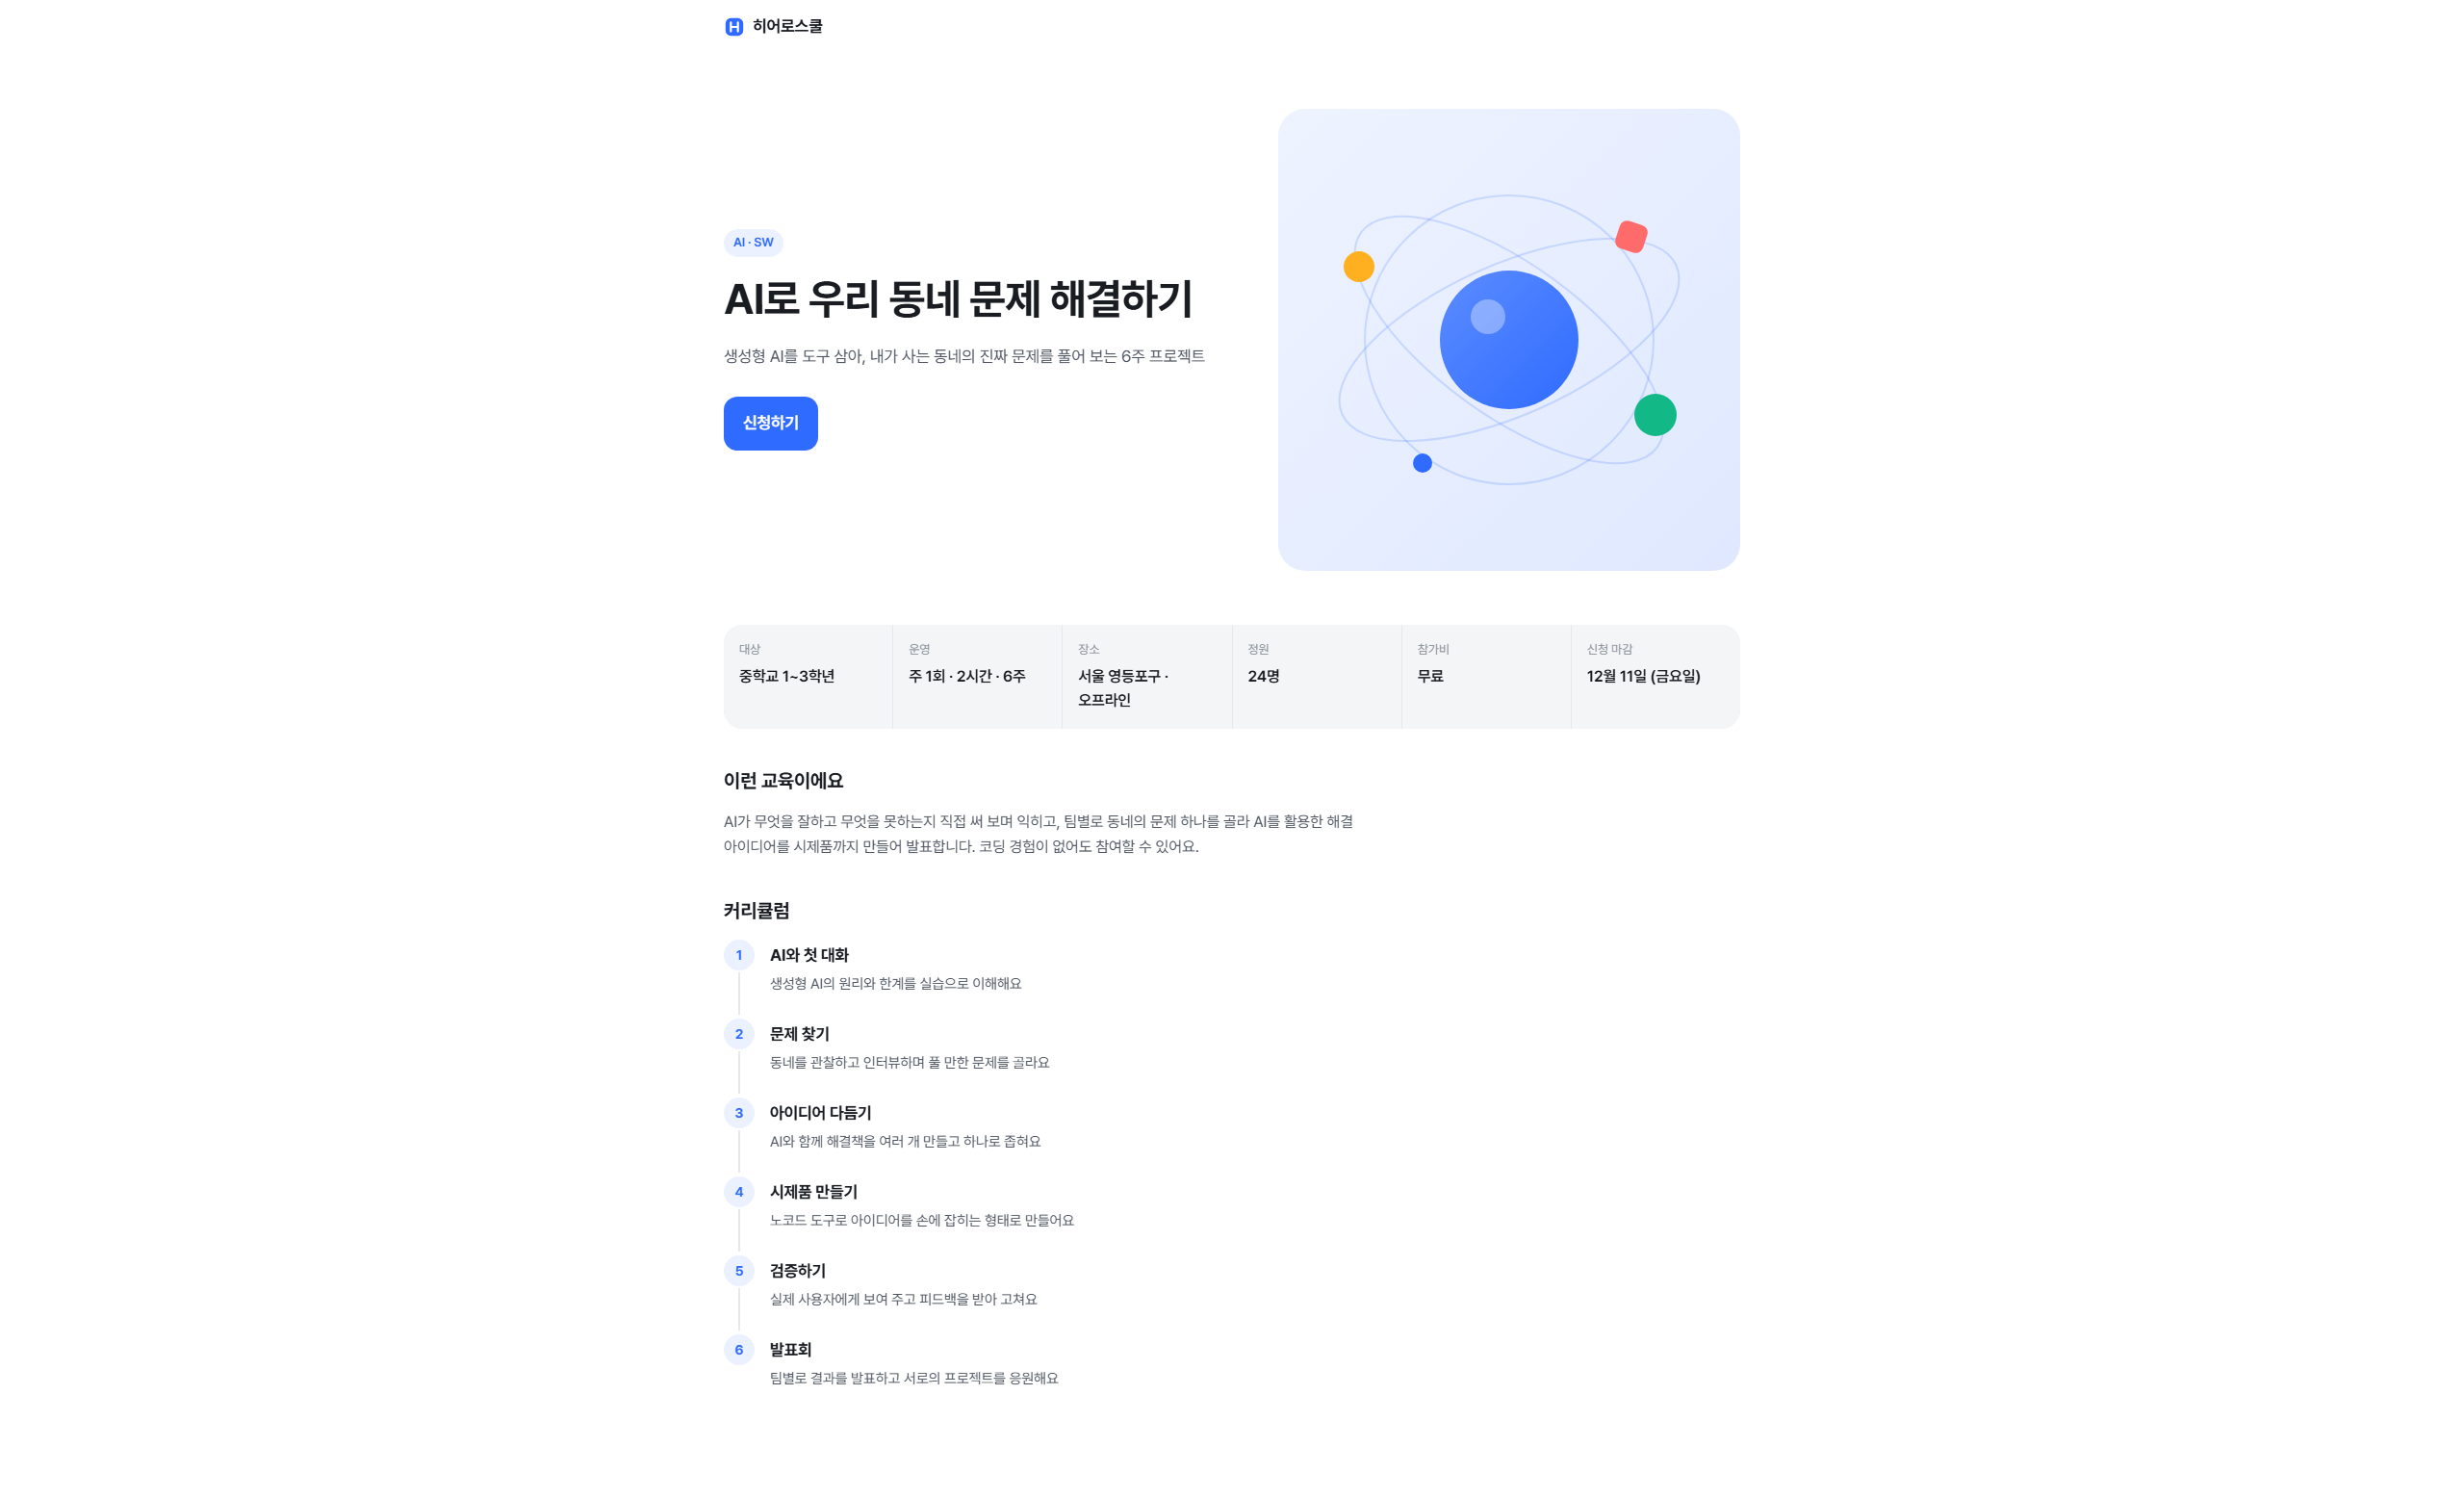 H 히어로스쿨
AI · SW
AI로 우리 동네 문제 해결하기
생성형 AI를 도구 삼아, 내가 사는 동네의 진짜 문제를 풀어 보는 6주 프로젝트
신청하기
대상
중학교 1~3학년
운영
주 1회 · 2시간 · 6주
장소
서울 영등포구 ·
오프라인
정원
24명
참가비
무료
신청 마감
12월 11일 (금요일)
이런 교육이에요
AI가 무엇을 잘하고 무엇을 못하는지 직접 써 보며 익히고, 팀별로 동네의 문제 하나를 골라 AI를 활용한 해결
아이디어를 시제품까지 만들어 발표합니다. 코딩 경험이 없어도 참여할 수 있어요.
커리큘럼
1 AI와 첫 대화
생성형 AI의 원리와 한계를 실습으로 이해해요
2 문제 찾기
동네를 관찰하고 인터뷰하며 풀 만한 문제를 골라요
3 아이디어 다듬기
AI와 함께 해결책을 여러 개 만들고 하나로 좁혀요
4 시제품 만들기
노코드 도구로 아이디어를 손에 잡히는 형태로 만들어요
5 검증하기
실제 사용자에게 보여 주고 피드백을 받아 고쳐요
6 발표회
팀별로 결과를 발표하고 서로의 프로젝트를 응원해요